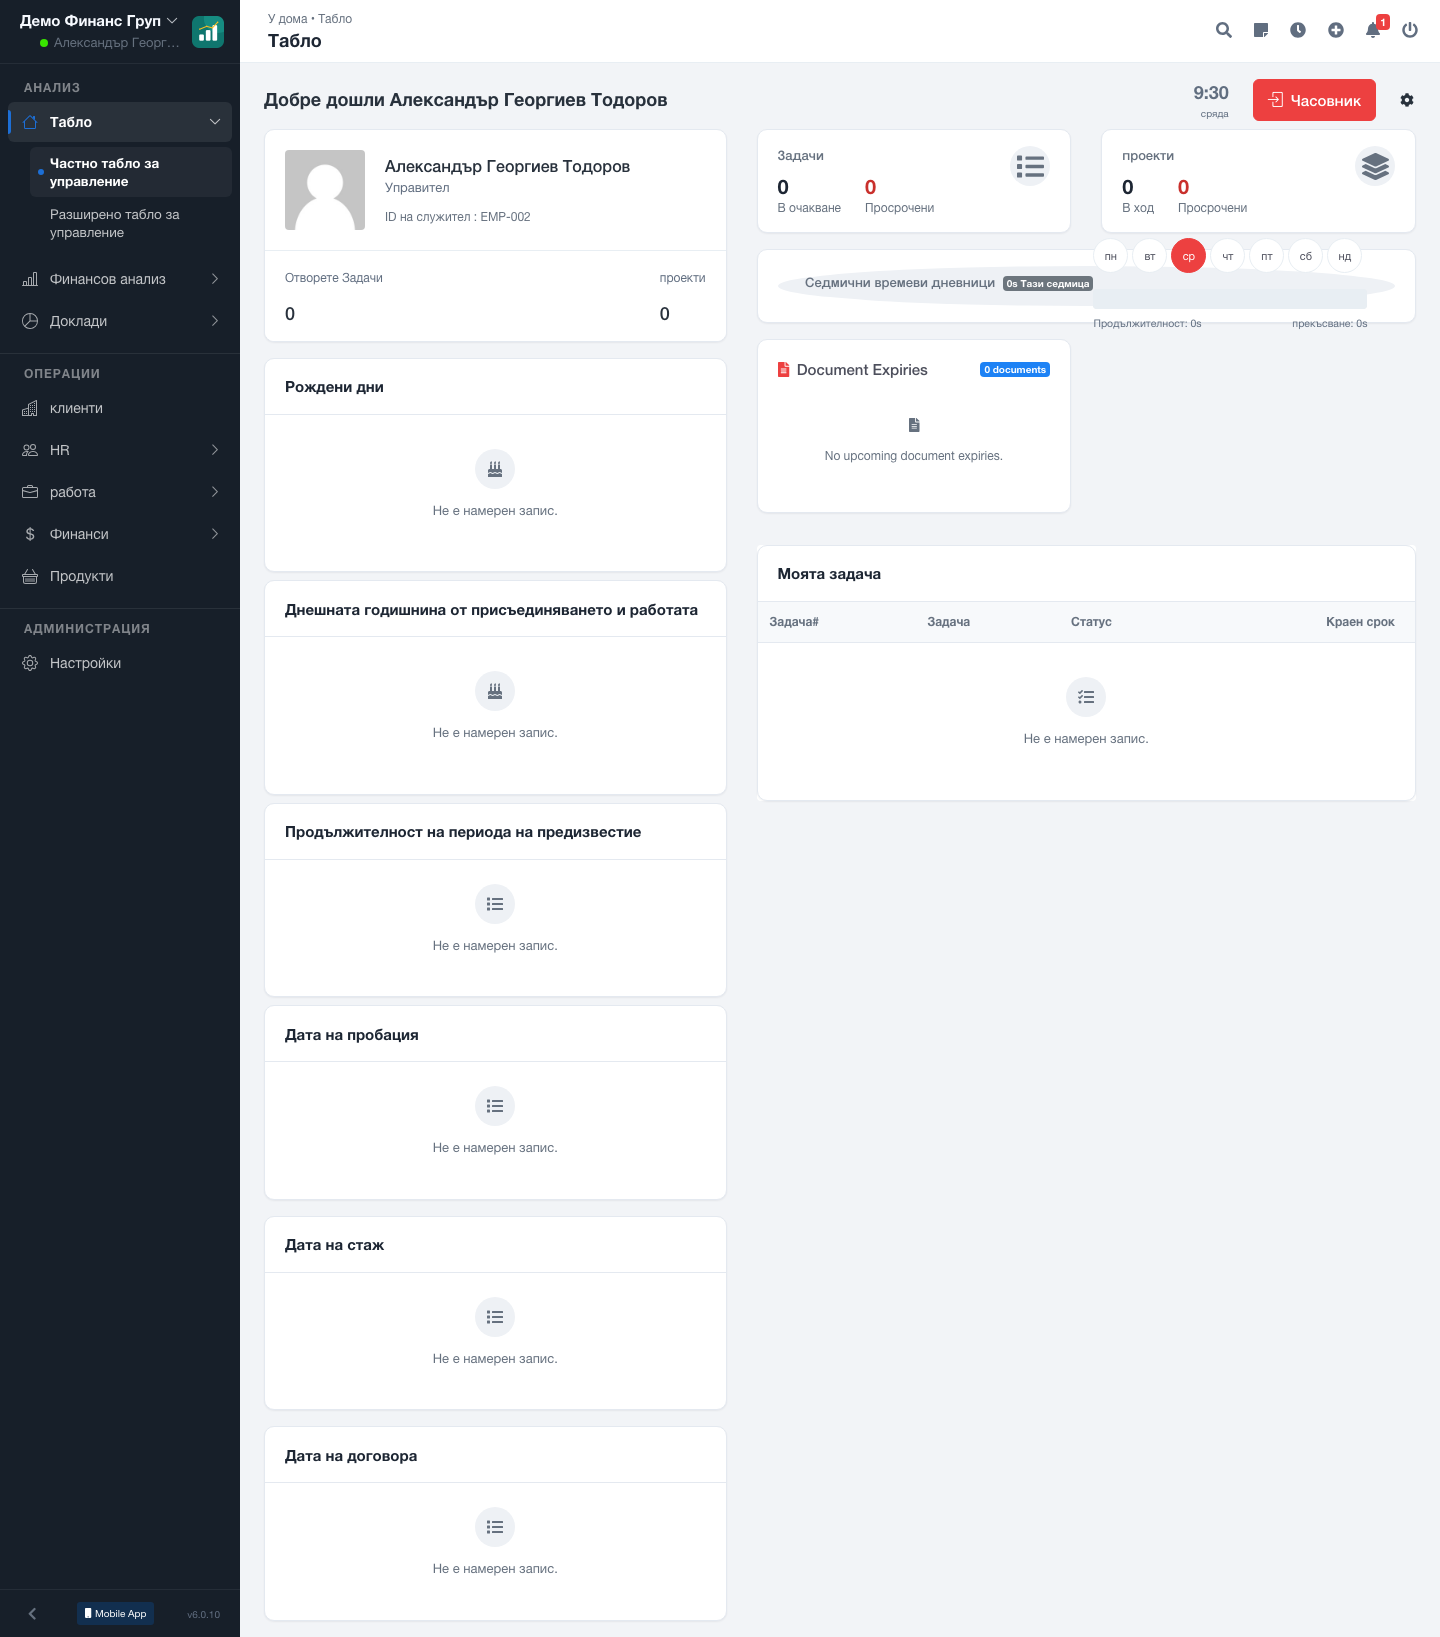 Демо Финанс Груп
Александър Георг...
АНАЛИЗ
Табло
Частно табло за
управление
Разширено табло за
управление
Финансов анализ
Доклади
ОПЕРАЦИИ
клиенти
HR
работа
Финанси
Продукти
АДМИНИСТРАЦИЯ
Настройки
Mobile App
v6.0.10
У дома • Табло
Табло
1
Добре дошли Александър Георгиев Тодоров
9:30
сряда
Часовник
Александър Георгиев Тодоров
Управител
ID на служител : EMP-002
Отворете Задачи
проекти
0
0
Рождени дни
Не е намерен запис.
Днешната годишнина от присъединяването и работата
Не е намерен запис.
Продължителност на периода на предизвестие
Не е намерен запис.
Дата на пробация
Не е намерен запис.
Дата на стаж
Не е намерен запис.
Дата на договора
Не е намерен запис.
Задачи
0
0
В очакване
Просрочени
проекти
0
0
В ход
Просрочени
Седмични времеви дневници
0s Тази седмица
пн вт ср чт пт сб нд
Продължителност: 0s
прекъсване: 0s
Document Expiries
0 documents
No upcoming document expiries.
Моята задача
Задача# Задача Статус Краен срок
Не е намерен запис.